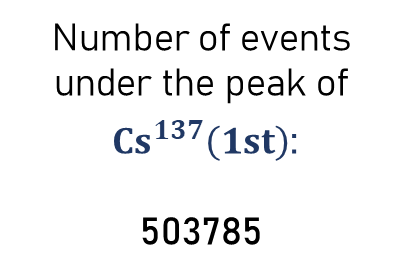 Number of events
under the peak of
Cs¹³⁷(1st):
503785